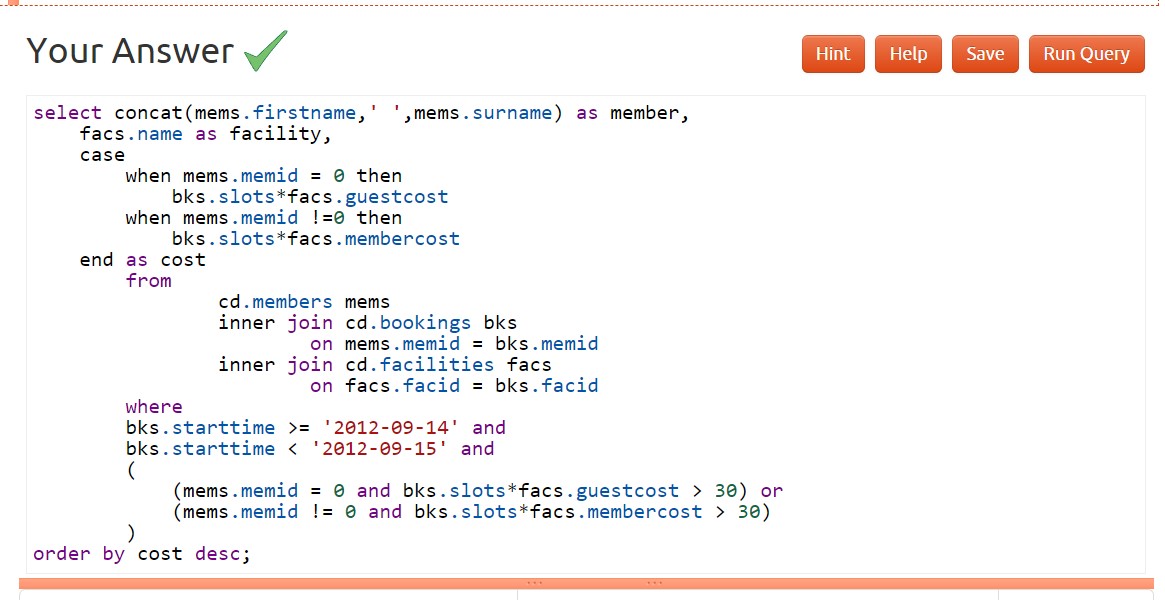 Your Answer
Hint Help Save Run Query
select concat(mems.firstname,' ',mems.surname) as member,
facs.name as facility,
case
when mems.memid = 0 then
bks.slots*facs.guestcost
when mems.memid !=0 then
bks.slots*facs.membercost
end as cost
from
cd.members mems
inner join cd.bookings bks
on mems.memid = bks.memid
inner join cd.facilities facs
on facs.facid = bks.facid
where
bks.starttime >= '2012-09-14' and
bks.starttime < '2012-09-15' and
(
(mems.memid = 0 and bks.slots*facs.guestcost > 30) or
(mems.memid != 0 and bks.slots*facs.membercost > 30)
)
order by cost desc;